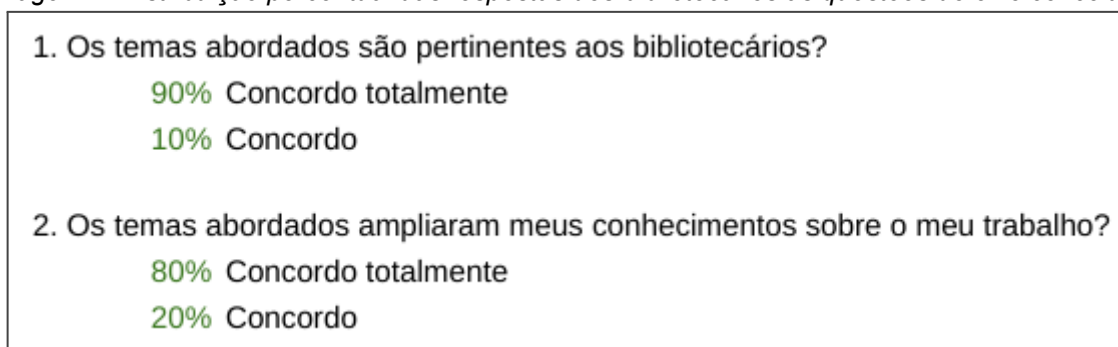 1. Os temas abordados são pertinentes aos bibliotecários?
90% Concordo totalmente
10% Concordo
2. Os temas abordados ampliaram meus conhecimentos sobre o meu trabalho?
80% Concordo totalmente
20% Concordo